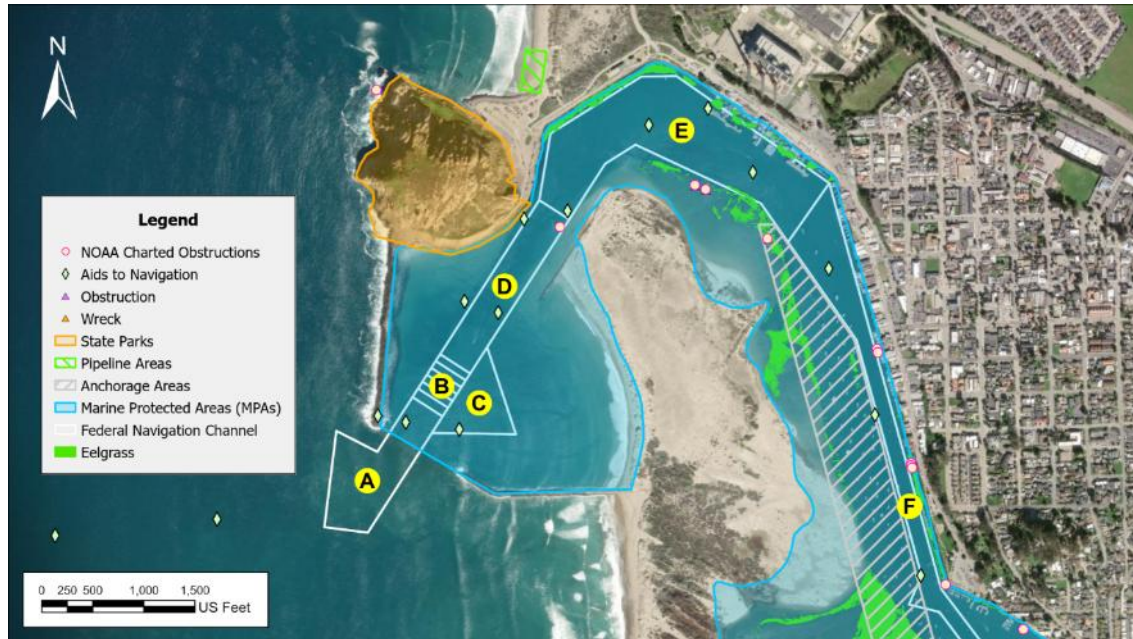 N
E
Legend
NOAA Charted Obstructions
Aids to Navigation
Obstruction
Wreck
State Parks
Pipeline Areas
Anchorage Areas
Marine Protected Areas (MPAs)
Federal Navigation Channel
Eelgrass
D
B
C
A
F
0 250 500 1,000 1,500
US Feet